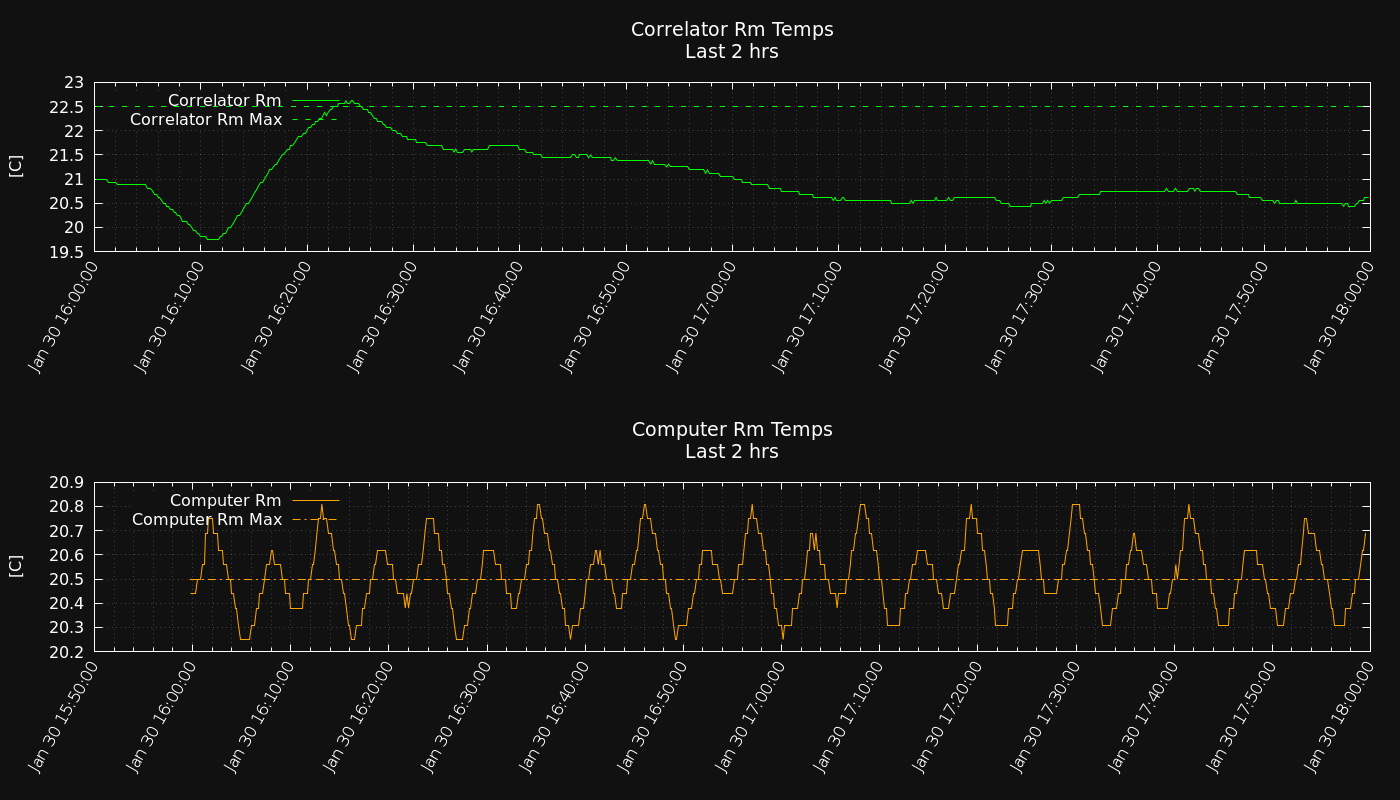 Correlator Rm Temps
Last 2 hrs
23
22.5
22
21.5
21
20.5
20
19.5
[C]
Correlator Rm
Correlator Rm Max
Jan 30 16:00:00
Jan 30 16:10:00
Jan 30 16:20:00
Jan 30 16:30:00
Jan 30 16:40:00
Jan 30 16:50:00
Jan 30 17:00:00
Jan 30 17:10:00
Jan 30 17:20:00
Jan 30 17:30:00
Jan 30 17:40:00
Jan 30 17:50:00
Jan 30 18:00:00
Computer Rm Temps
Last 2 hrs
20.9
20.8
20.7
20.6
20.5
20.4
20.3
20.2
[C]
Computer Rm
Computer Rm Max
Jan 30 15:50:00
Jan 30 16:00:00
Jan 30 16:10:00
Jan 30 16:20:00
Jan 30 16:30:00
Jan 30 16:40:00
Jan 30 16:50:00
Jan 30 17:00:00
Jan 30 17:10:00
Jan 30 17:20:00
Jan 30 17:30:00
Jan 30 17:40:00
Jan 30 17:50:00
Jan 30 18:00:00